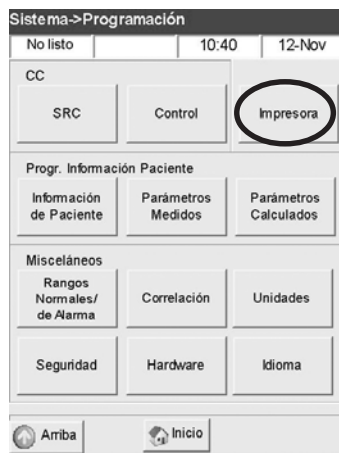 Sistema->Programación
No listo 10:40 12-Nov
CC
SRC Control Impresora
Progr. Información Paciente
Información de Paciente
Parámetros Medidos
Parámetros Calculados
Misceláneos
Rangos Normales/ de Alarma
Correlación
Unidades
Seguridad Hardware Idioma
Arriba Inicio